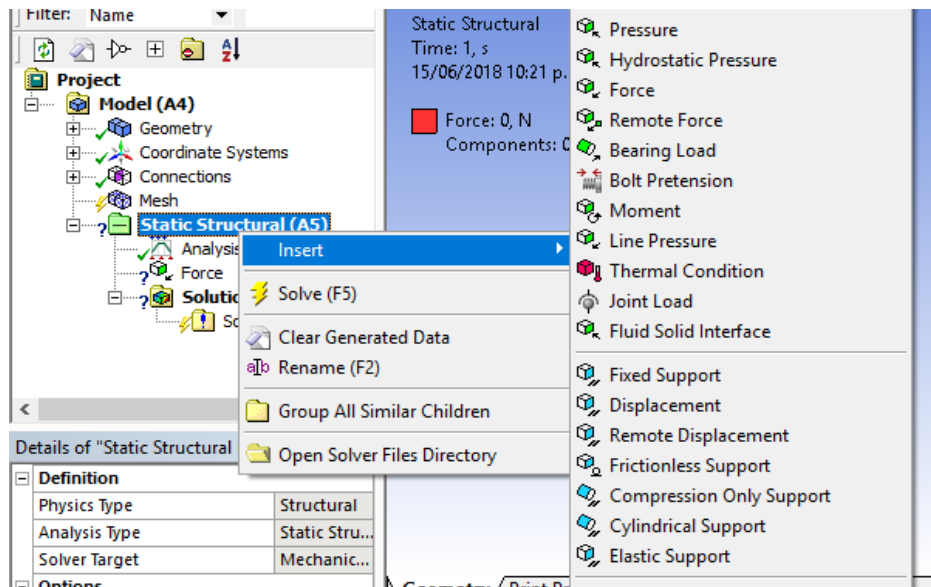 Filter: Name
Project
Model (A4)
Geometry
Coordinate Systems
Connections
Mesh
Static Structural (A5)
Analysis
Force
Solutio
So
Details of "Static Structural
Definition
Physics Type Structural
Analysis Type Static Stru...
Solver Target Mechanic...
Options
Insert
Solve (F5)
Clear Generated Data
Rename (F2)
Group All Similar Children
Open Solver Files Directory
Static Structural
Time: 1, s
15/06/2018 10:21 p.
Force: 0, N
Components: 0
Geometry
Pressure
Hydrostatic Pressure
Force
Remote Force
Bearing Load
Bolt Pretension
Moment
Line Pressure
Thermal Condition
Joint Load
Fluid Solid Interface
Fixed Support
Displacement
Remote Displacement
Frictionless Support
Compression Only Support
Cylindrical Support
Elastic Support